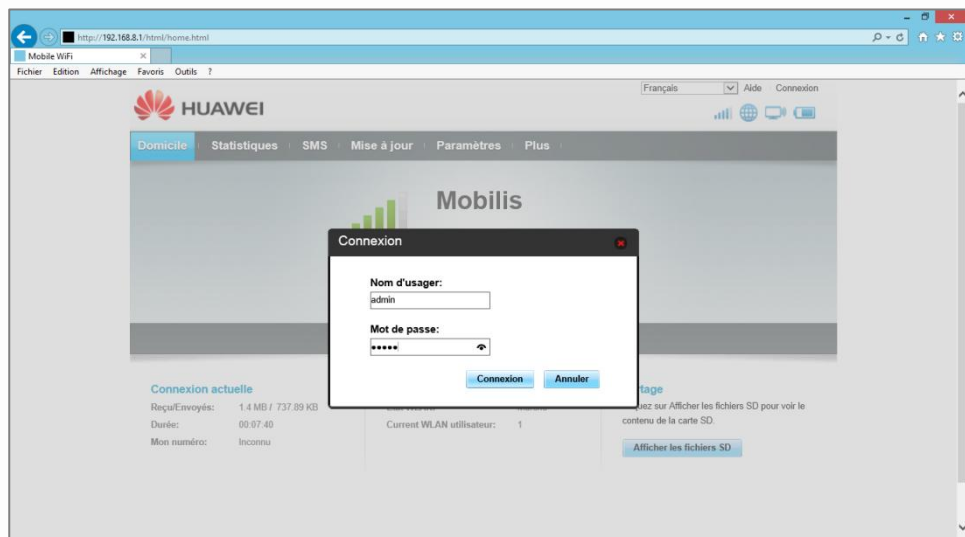 http://192.168.8.1/html/home.html
Mobile WiFi
Fichier Edition Affichage Favoris Outils ?
Français Aide Connexion
HUAWEI
Domicile Statistiques SMS Mise à jour Paramètres Plus
Mobilis
Connexion
Nom d'usager:
admin
Mot de passe:
•••••
Connexion Annuler
Connexion actuelle
Reçu/Envoyés: 1.4 MB / 737.89 KB
Durée: 00:07:40
Mon numéro: Inconnu
Current WLAN utilisateur: 1
tage
uez sur Afficher les fichiers SD pour voir le
contenu de la carte SD.
Afficher les fichiers SD